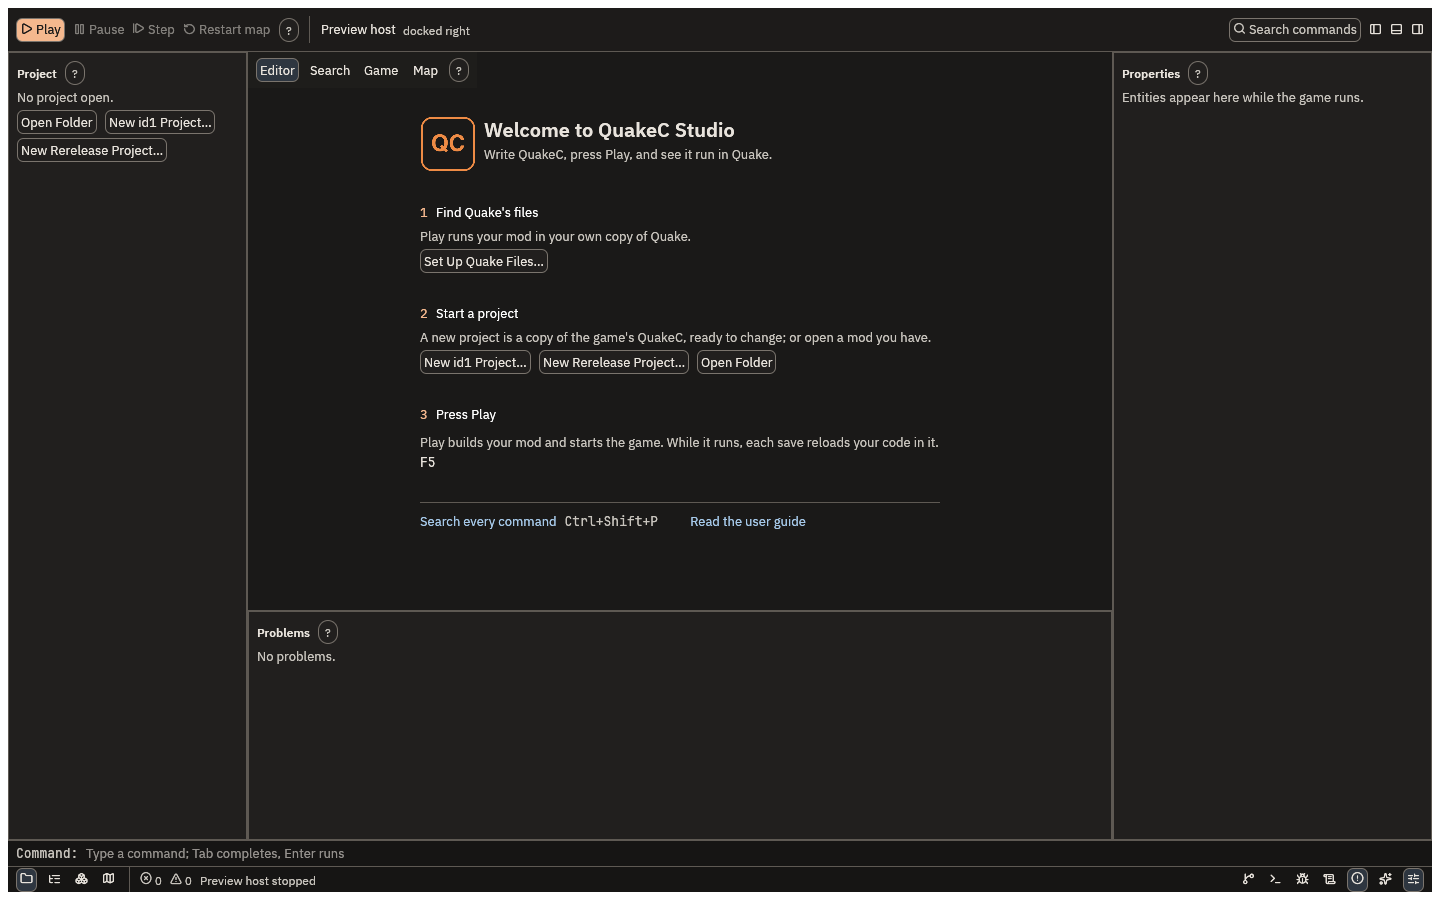 Play Pause Step Restart map ? Preview host docked right Search commands
Project ?
No project open.
Open Folder New id1 Project...
New Rerelease Project...
Editor Search Game Map ?
QC
Welcome to QuakeC Studio
Write QuakeC, press Play, and see it run in Quake.
1 Find Quake's files
Play runs your mod in your own copy of Quake.
Set Up Quake Files...
2 Start a project
A new project is a copy of the game's QuakeC, ready to change; or open a mod you have.
New id1 Project... New Rerelease Project... Open Folder
3 Press Play
Play builds your mod and starts the game. While it runs, each save reloads your code in it.
F5
Search every command Ctrl+Shift+P Read the user guide
Problems ?
No problems.
Properties ?
Entities appear here while the game runs.
Command: Type a command; Tab completes, Enter runs
0 0 Preview host stopped